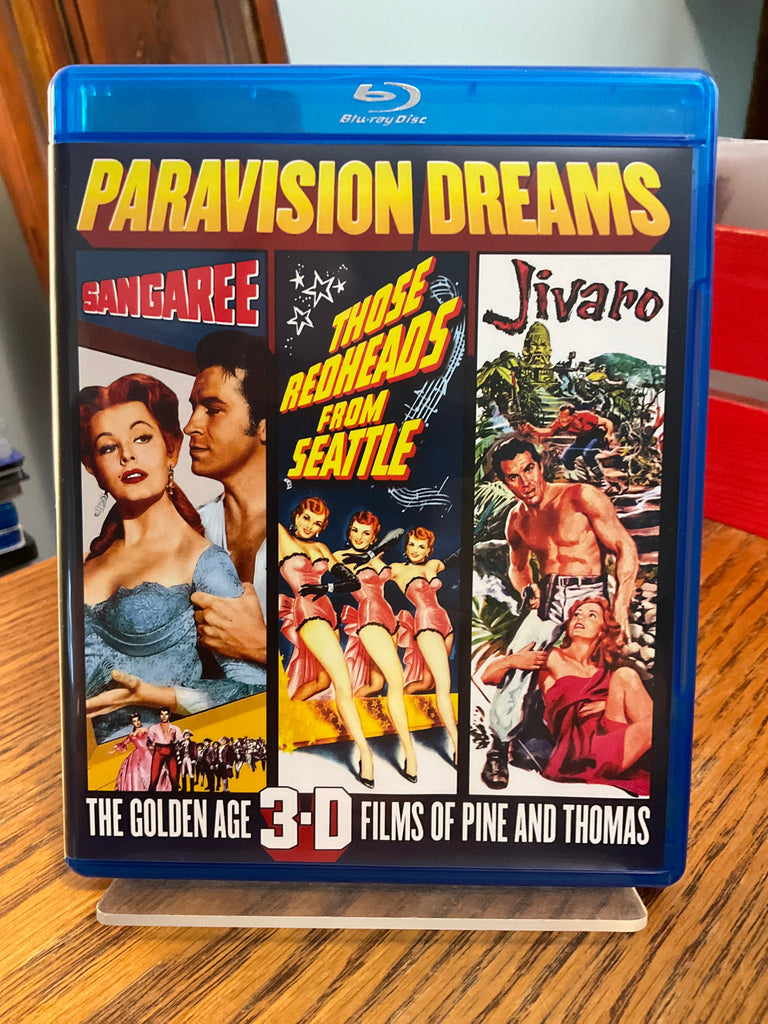 Blu-ray Disc
PARAVISION DREAMS
SANGAREE
THOSE
REDHEADS
FROM
SEATTLE
Jivaro
THE GOLDEN AGE 3-D FILMS OF PINE AND THOMAS